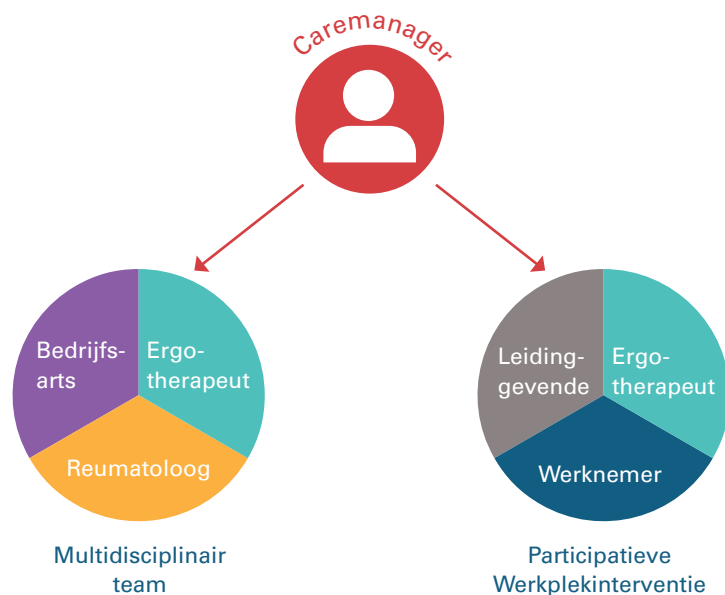 Caremanager
Bedrijfs-
arts
Ergo-
therapeut
Reumatoloog
Multidisciplinair
team
Leiding-
gevende
Ergo-
therapeut
Werknemer
Participatieve
Werkplekinterventie